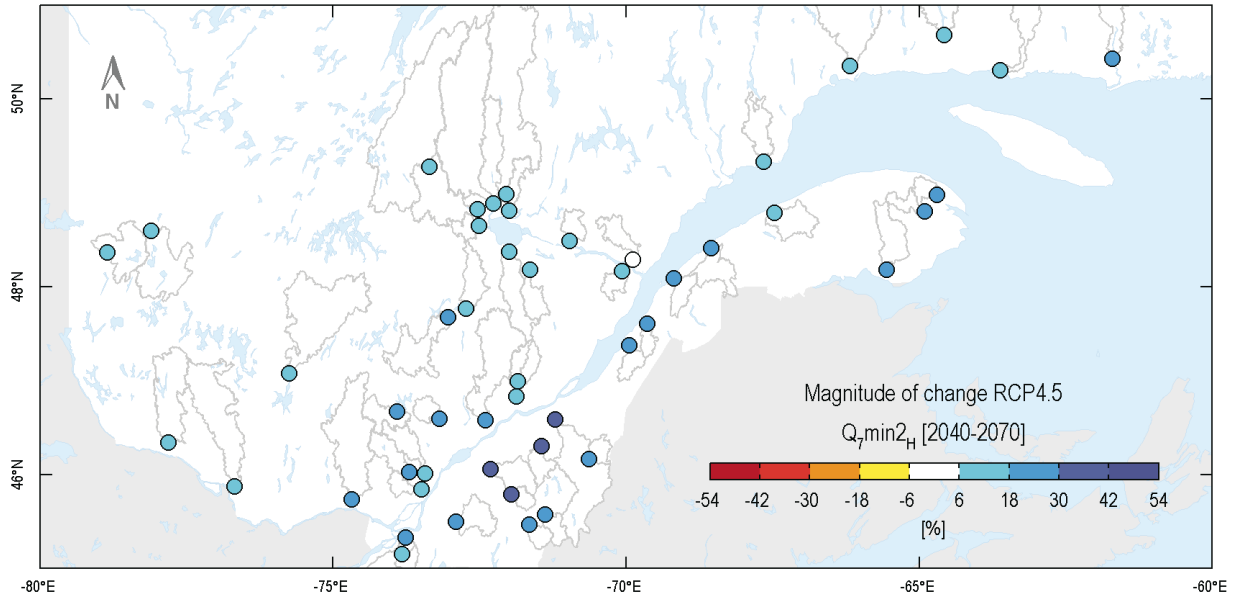 50°N
48°N
46°N
N
Magnitude of change RCP4.5
Q7min2H [2040-2070]
-54 -42 -30 -18 -6 6 18 30 42 54
[%]
-80°E -75°E -70°E -65°E -60°E